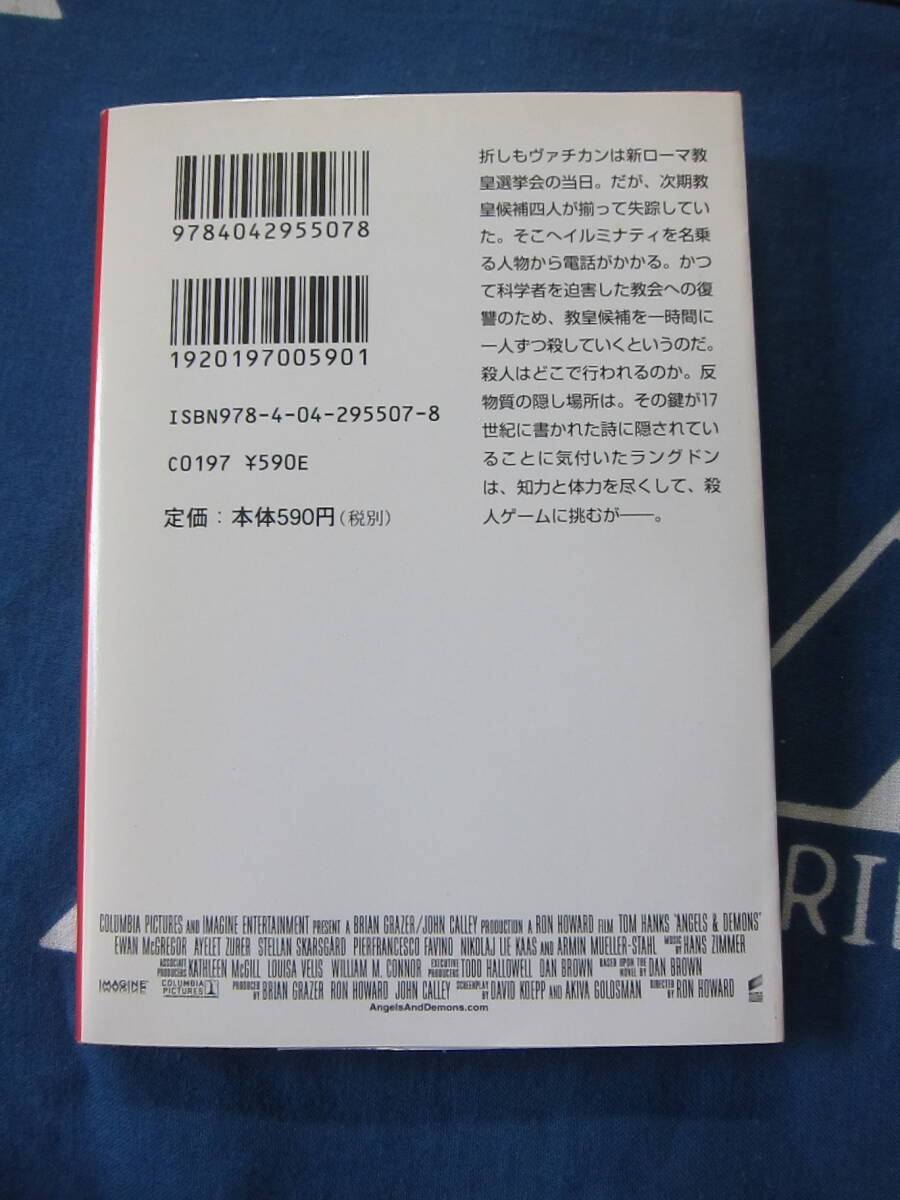 9784042955078
1920197005901
ISBN978-4-04-295507-8
C0197 ¥590E
定価：本体590円（税別）
折しもヴァチカンは新ローマ教
皇選挙会の当日。だが、次期教
皇候補四人が揃って失踪してい
た。そこへイルミナティを名乗
る人物から電話がかかる。かつ
て科学者を迫害した教会への復
讐のため、教皇候補を一時間に
一人ずつ殺していくというのだ。
殺人はどこで行われるのか。反
物質の隠し場所は。その鍵が17
世紀に書かれた詩に隠されてい
ることに気付いたラングドン
は、知力と体力を尽くして、殺
人ゲームに挑むが――。
COLUMBIA PICTURES AND IMAGINE ENTERTAINMENT PRESENT A BRIAN GRAZER/JOHN CALLEY PRODUCTION A RON HOWARD FILM TOM HANKS "ANGELS & DEMONS"
EWAN McGREGOR AYELET ZURER STELLAN SKARSGÅRD PIERFRANCESCO FAVINO NIKOLAJ LIE KAAS AND ARMIN MUELLER-STAHL MUSIC BY HANS ZIMMER
ASSOCIATE PRODUCERS KATHLEEN McGILL LOUISA VELIS WILLIAM M. CONNOR EXECUTIVE PRODUCERS TODD HALLOWELL DAN BROWN BASED UPON THE NOVEL BY DAN BROWN
IMAGINE COLUMBIA PICTURES PRODUCED BY BRIAN GRAZER RON HOWARD JOHN CALLEY SCREENPLAY BY DAVID KOEPP AND AKIVA GOLDSMAN DIRECTED BY RON HOWARD
AngelsAndDemons.com
RI